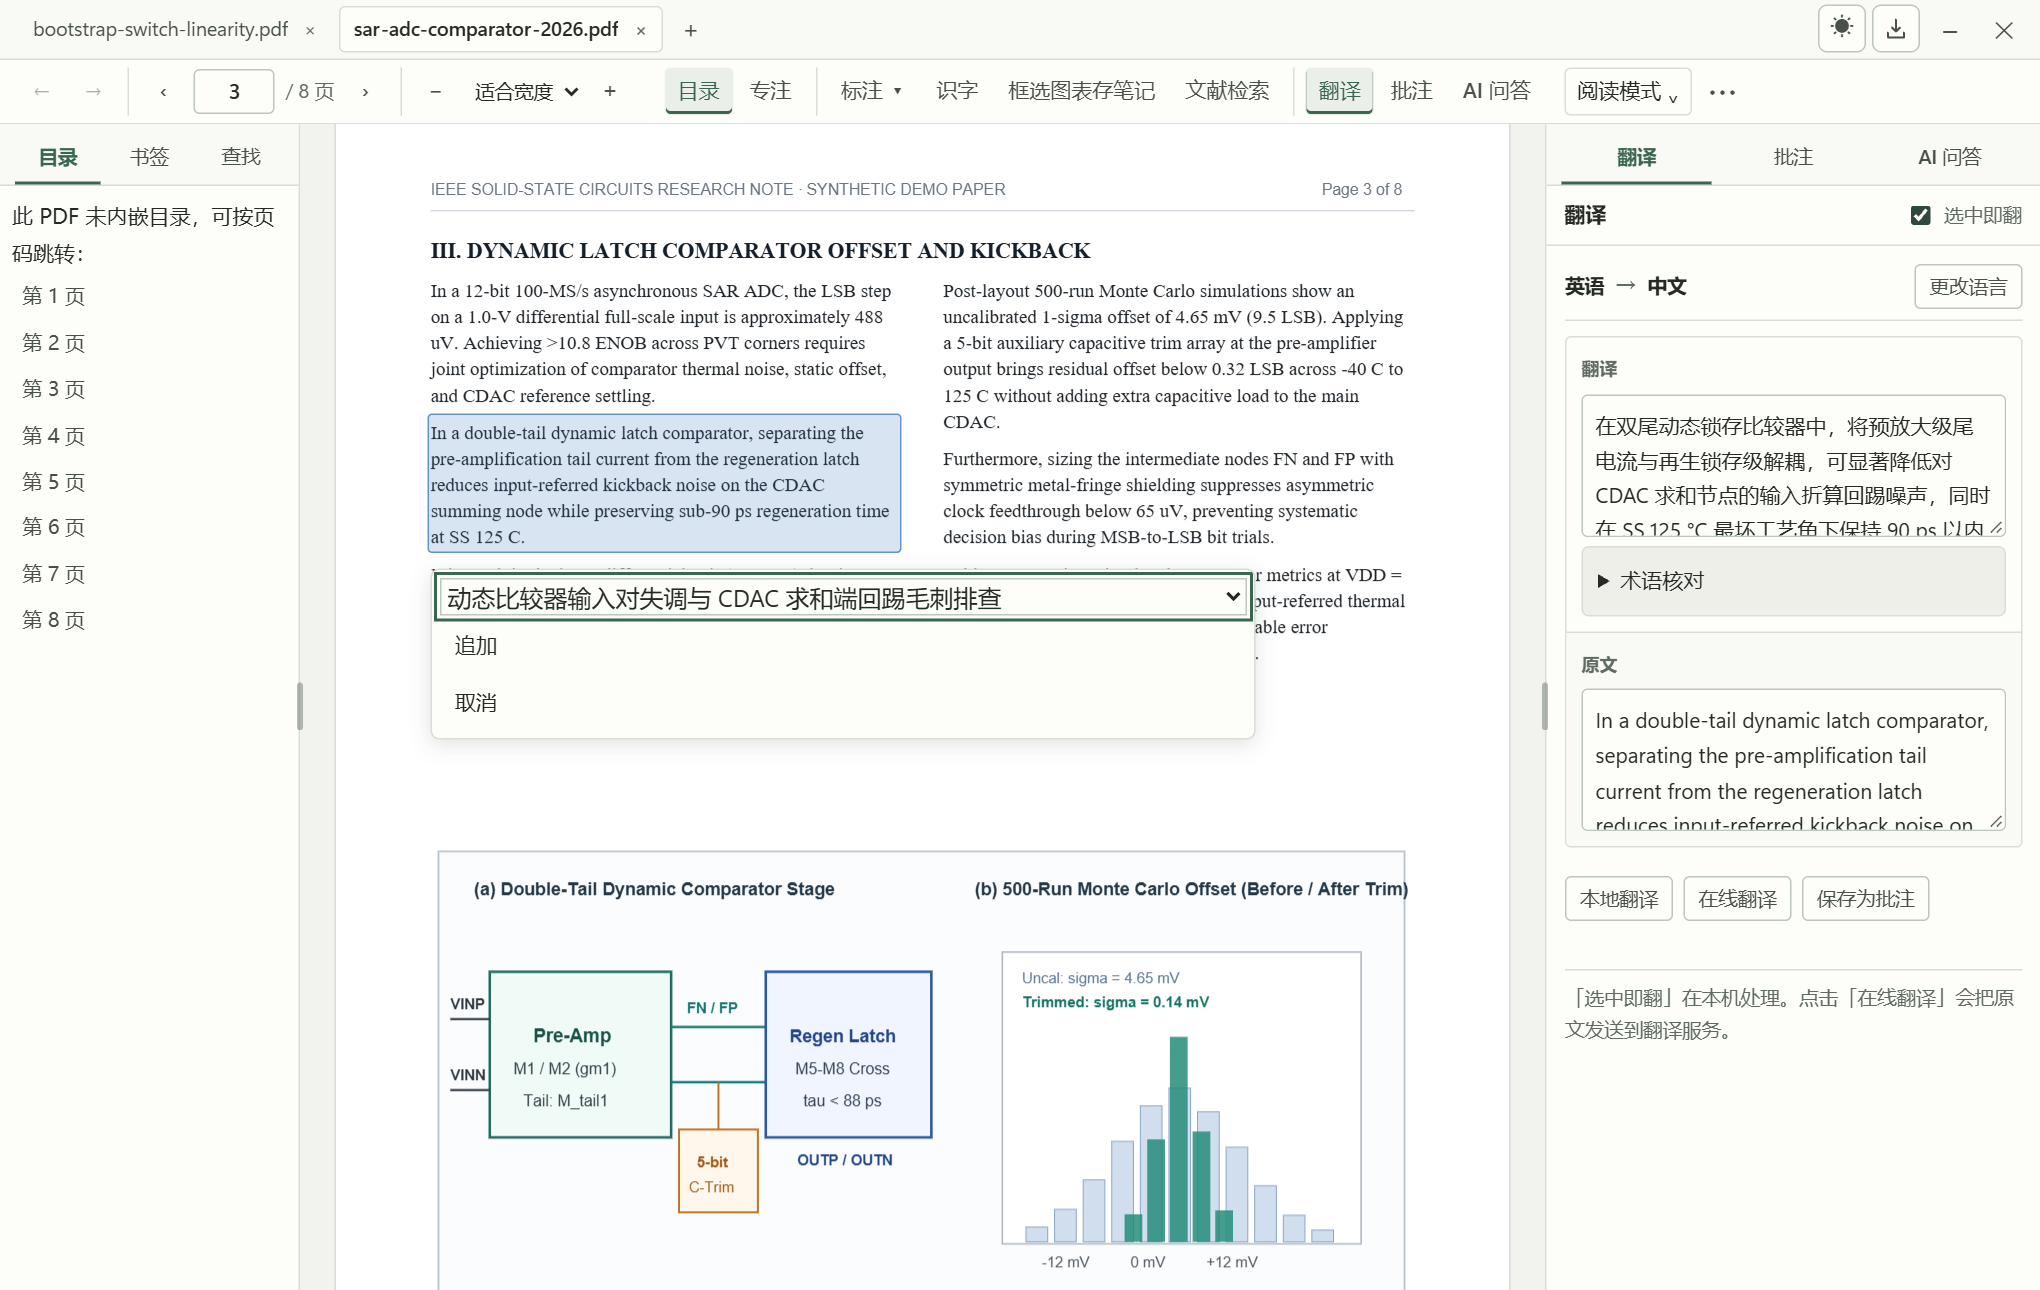 bootstrap-switch-linearity.pdf ×
sar-adc-comparator-2026.pdf ×
+
← → ‹ 3 / 8 页 › − 适合宽度 + 目录 专注 标注 ▾ 识字 框选图表存笔记 文献检索 翻译 批注 AI 问答 阅读模式 ⋯
目录 书签 查找
此 PDF 未内嵌目录，可按页
码跳转：
第 1 页
第 2 页
第 3 页
第 4 页
第 5 页
第 6 页
第 7 页
第 8 页
IEEE SOLID-STATE CIRCUITS RESEARCH NOTE · SYNTHETIC DEMO PAPER Page 3 of 8
III. DYNAMIC LATCH COMPARATOR OFFSET AND KICKBACK
In a 12-bit 100-MS/s asynchronous SAR ADC, the LSB step
on a 1.0-V differential full-scale input is approximately 488
uV. Achieving >10.8 ENOB across PVT corners requires
joint optimization of comparator thermal noise, static offset,
and CDAC reference settling.
In a double-tail dynamic latch comparator, separating the
pre-amplification tail current from the regeneration latch
reduces input-referred kickback noise on the CDAC
summing node while preserving sub-90 ps regeneration time
at SS 125 C.
Post-layout 500-run Monte Carlo simulations show an
uncalibrated 1-sigma offset of 4.65 mV (9.5 LSB). Applying
a 5-bit auxiliary capacitive trim array at the pre-amplifier
output brings residual offset below 0.32 LSB across -40 C to
125 C without adding extra capacitive load to the main
CDAC.
Furthermore, sizing the intermediate nodes FN and FP with
symmetric metal-fringe shielding suppresses asymmetric
clock feedthrough below 65 uV, preventing systematic
decision bias during MSB-to-LSB bit trials.
r metrics at VDD =
put-referred thermal
able error
.
动态比较器输入对失调与 CDAC 求和端回踢毛刺排查
追加
取消
(a) Double-Tail Dynamic Comparator Stage
VINP
VINN
Pre-Amp
M1 / M2 (gm1)
Tail: M_tail1
FN / FP
Regen Latch
M5-M8 Cross
tau < 88 ps
5-bit
C-Trim
OUTP / OUTN
(b) 500-Run Monte Carlo Offset (Before / After Trim)
Uncal: sigma = 4.65 mV
Trimmed: sigma = 0.14 mV
-12 mV 0 mV +12 mV
翻译 批注 AI 问答
翻译 选中即翻
英语 → 中文 更改语言
翻译
在双尾动态锁存比较器中，将预放大级尾
电流与再生锁存级解耦，可显著降低对
CDAC 求和节点的输入折算回踢噪声，同时
在 SS 125 °C 最坏工艺角下保持 90 ps 以内
▶ 术语核对
原文
In a double-tail dynamic latch comparator,
separating the pre-amplification tail
current from the regeneration latch
reduces input-referred kickback noise on
本地翻译 在线翻译 保存为批注
「选中即翻」在本机处理。点击「在线翻译」会把原
文发送到翻译服务。